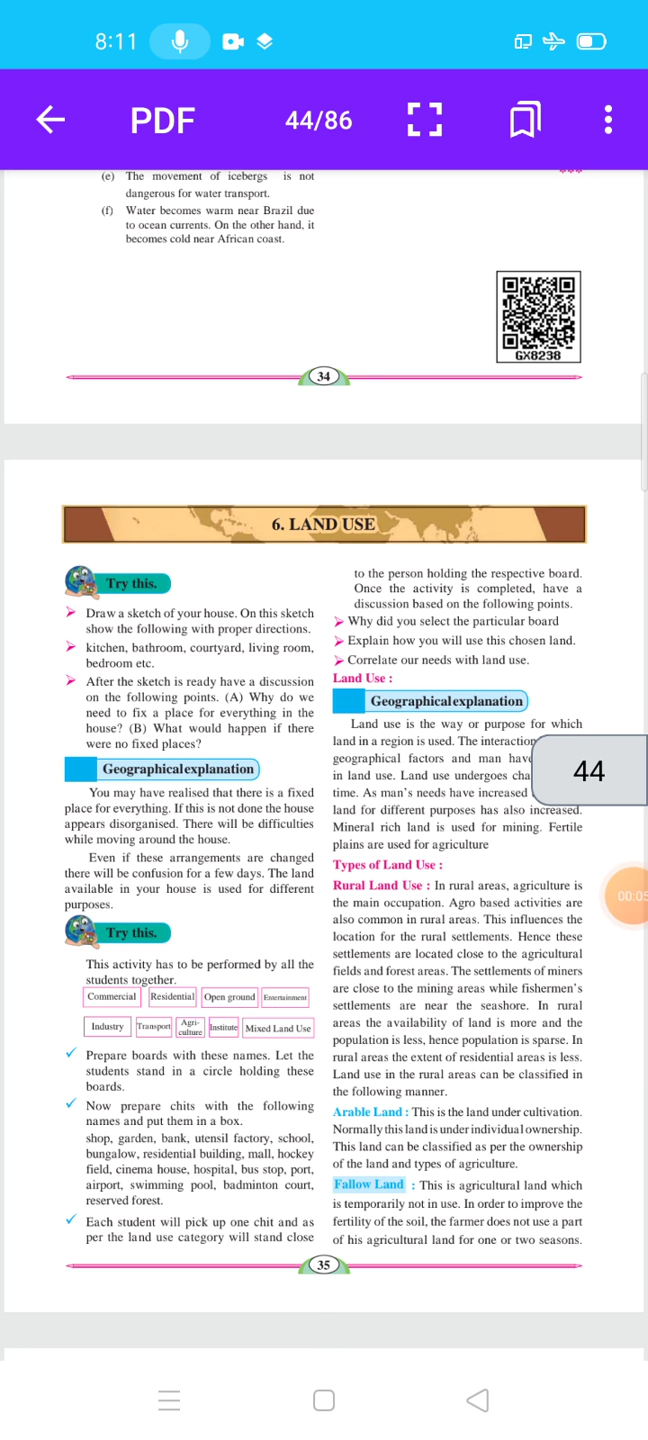 8:11
PDF
44/86
(e) The movement of icebergs is not
dangerous for water transport.
(f) Water becomes warm near Brazil due
to ocean currents. On the other hand, it
becomes cold near African coast.
GX8238
34
6. LAND USE
Try this.
Draw a sketch of your house. On this sketch
show the following with proper directions.
kitchen, bathroom, courtyard, living room,
bedroom etc.
After the sketch is ready have a discussion
on the following points. (A) Why do we
need to fix a place for everything in the
house? (B) What would happen if there
were no fixed places?
Geographical explanation
You may have realised that there is a fixed
place for everything. If this is not done the house
appears disorganised. There will be difficulties
while moving around the house.
Even if these arrangements are changed
there will be confusion for a few days. The land
available in your house is used for different
purposes.
Try this.
This activity has to be performed by all the
students together.
Commercial Residential Open ground Entertainment
Industry Transport Agri-culture Institute Mixed Land Use
✓ Prepare boards with these names. Let the
students stand in a circle holding these
boards.
✓ Now prepare chits with the following
names and put them in a box.
shop, garden, bank, utensil factory, school,
bungalow, residential building, mall, hockey
field, cinema house, hospital, bus stop, port,
airport, swimming pool, badminton court,
reserved forest.
✓ Each student will pick up one chit and as
per the land use category will stand close
to the person holding the respective board.
Once the activity is completed, have a
discussion based on the following points.
Why did you select the particular board
Explain how you will use this chosen land.
Correlate our needs with land use.
Land Use :
Geographical explanation
Land use is the way or purpose for which
land in a region is used. The interaction
geographical factors and man have
in land use. Land use undergoes
time. As man's needs have increased
land for different purposes has also increased.
Mineral rich land is used for mining. Fertile
plains are used for agriculture
Types of Land Use :
Rural Land Use : In rural areas, agriculture is
the main occupation. Agro based activities are
also common in rural areas. This influences the
location for the rural settlements. Hence these
settlements are located close to the agricultural
fields and forest areas. The settlements of miners
are close to the mining areas while fishermen's
settlements are near the seashore. In rural
areas the availability of land is more and the
population is less, hence population is sparse. In
rural areas the extent of residential areas is less.
Land use in the rural areas can be classified in
the following manner.
Arable Land : This is the land under cultivation.
Normally this land is under individual ownership.
This land can be classified as per the ownership
of the land and types of agriculture.
Fallow Land : This is agricultural land which
is temporarily not in use. In order to improve the
fertility of the soil, the farmer does not use a part
of his agricultural land for one or two seasons.
35
44
00:05